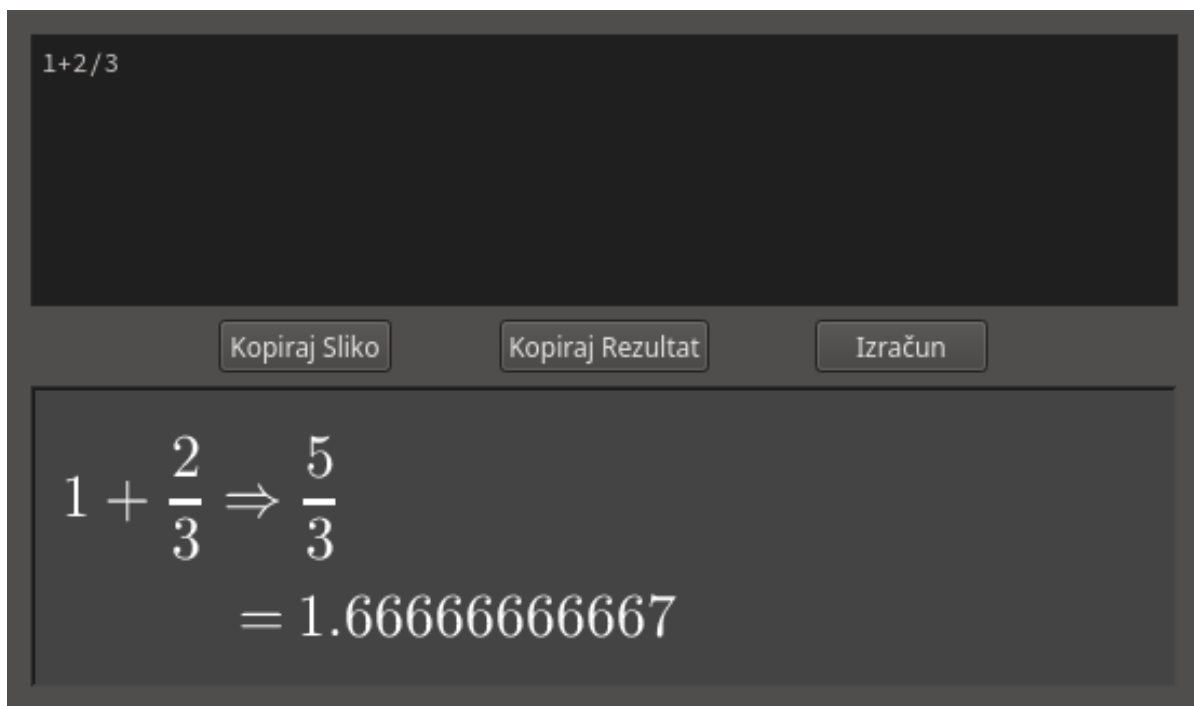 1+2/3
Kopiraj Sliko Kopiraj Rezultat Izračun
1 + 2/3 ⇒ 5/3
= 1.66666666667